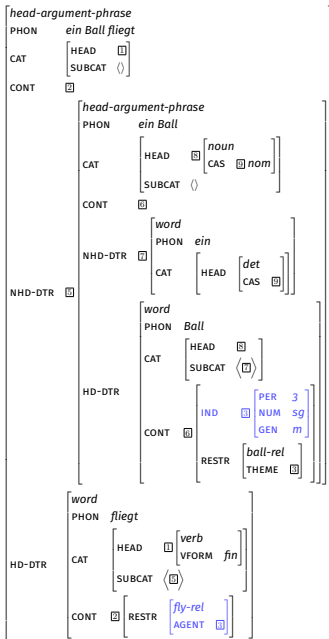 head-argument-phrase
PHON ein Ball fliegt
CAT HEAD 1
SUBCAT ⟨⟩
CONT 2
head-argument-phrase
PHON ein Ball
CAT HEAD 8 noun
CAS 9 nom
SUBCAT ⟨⟩
CONT 6
word
PHON ein
NHD-DTR 7
CAT HEAD det
CAS 9
NHD-DTR 5
word
PHON Ball
CAT HEAD 8
SUBCAT ⟨7⟩
HD-DTR
PER 3
IND 3 NUM sg
GEN m
CONT 6
RESTR ball-rel
THEME 3
word
PHON fliegt
HD-DTR
CAT HEAD 1 verb
VFORM fin
SUBCAT ⟨5⟩
CONT 2 RESTR fly-rel
AGENT 3